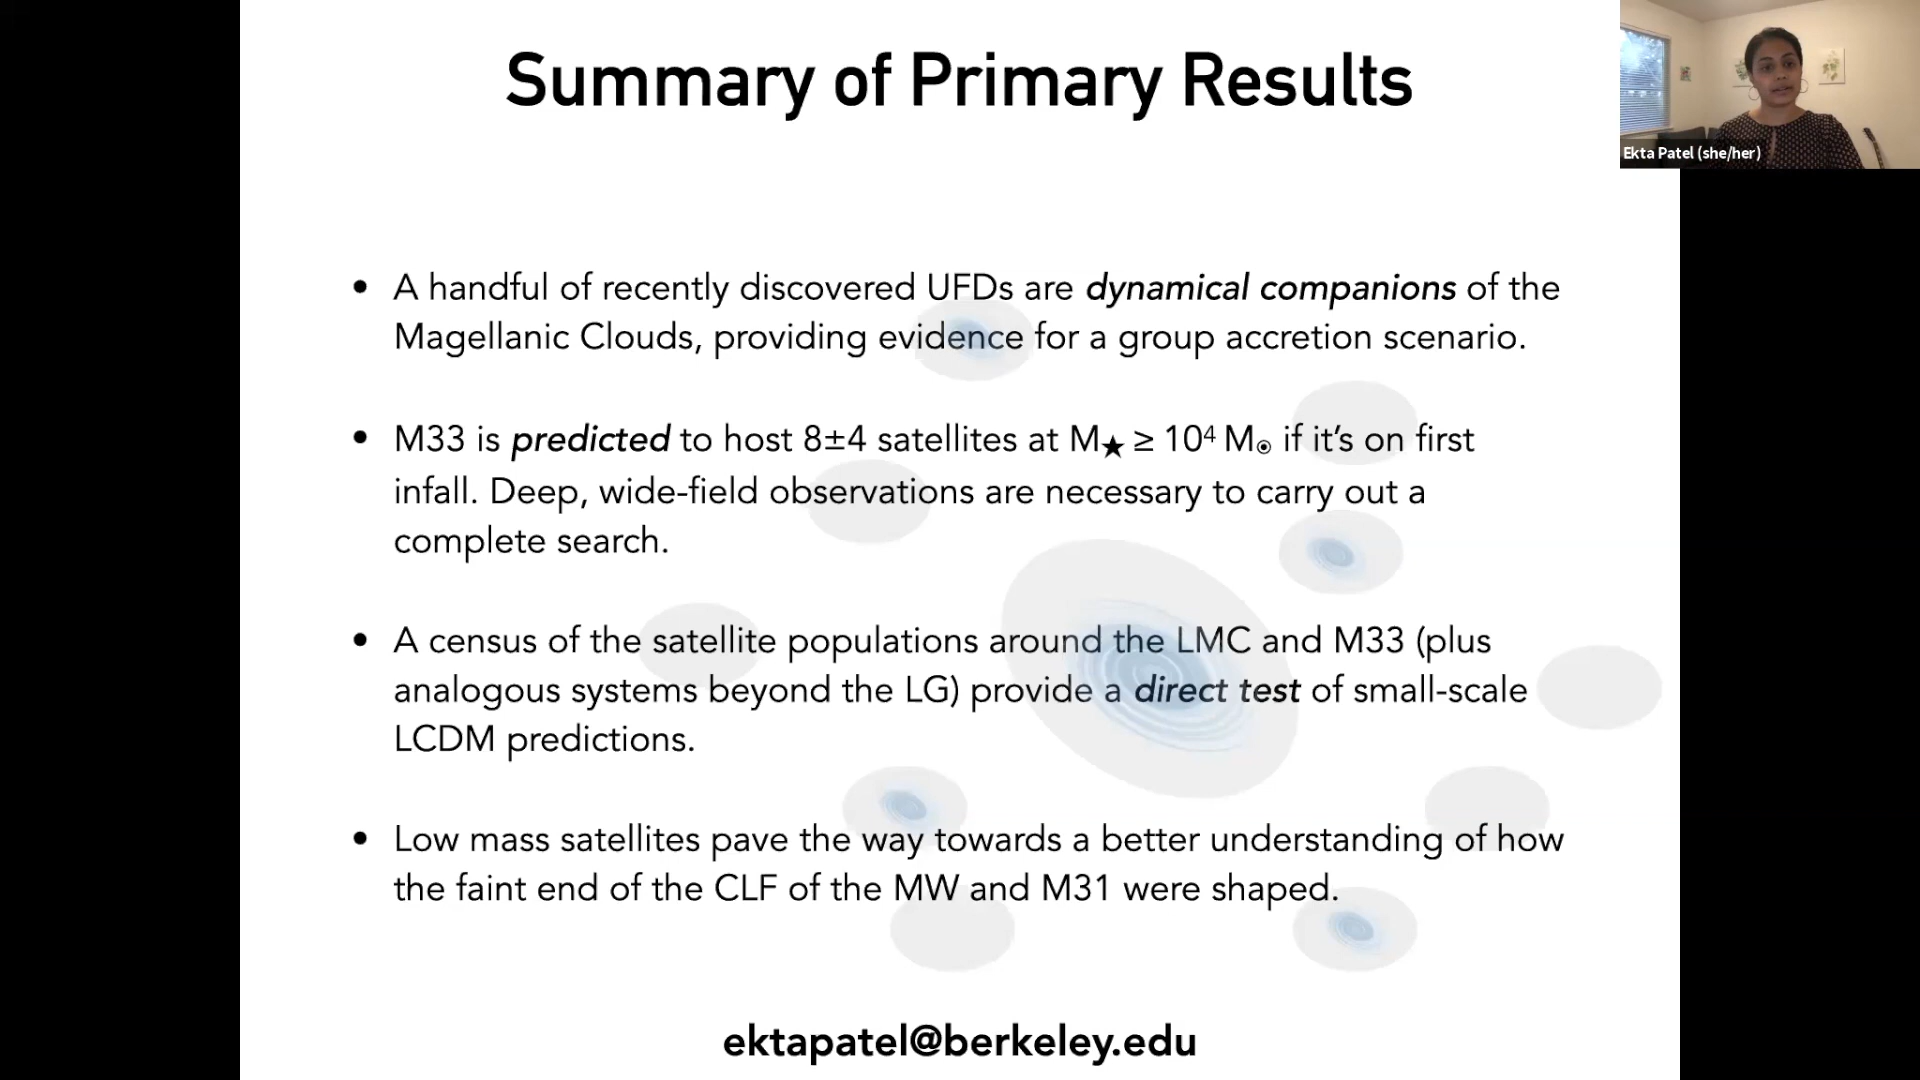 Summary of Primary Results
Ekta Patel (she/her)
• A handful of recently discovered UFDs are dynamical companions of the
Magellanic Clouds, providing evidence for a group accretion scenario.
• M33 is predicted to host 8±4 satellites at M★ ≥ 10⁴ M☉ if it’s on first
infall. Deep, wide-field observations are necessary to carry out a
complete search.
• A census of the satellite populations around the LMC and M33 (plus
analogous systems beyond the LG) provide a direct test of small-scale
LCDM predictions.
• Low mass satellites pave the way towards a better understanding of how
the faint end of the CLF of the MW and M31 were shaped.
ektapatel@berkeley.edu